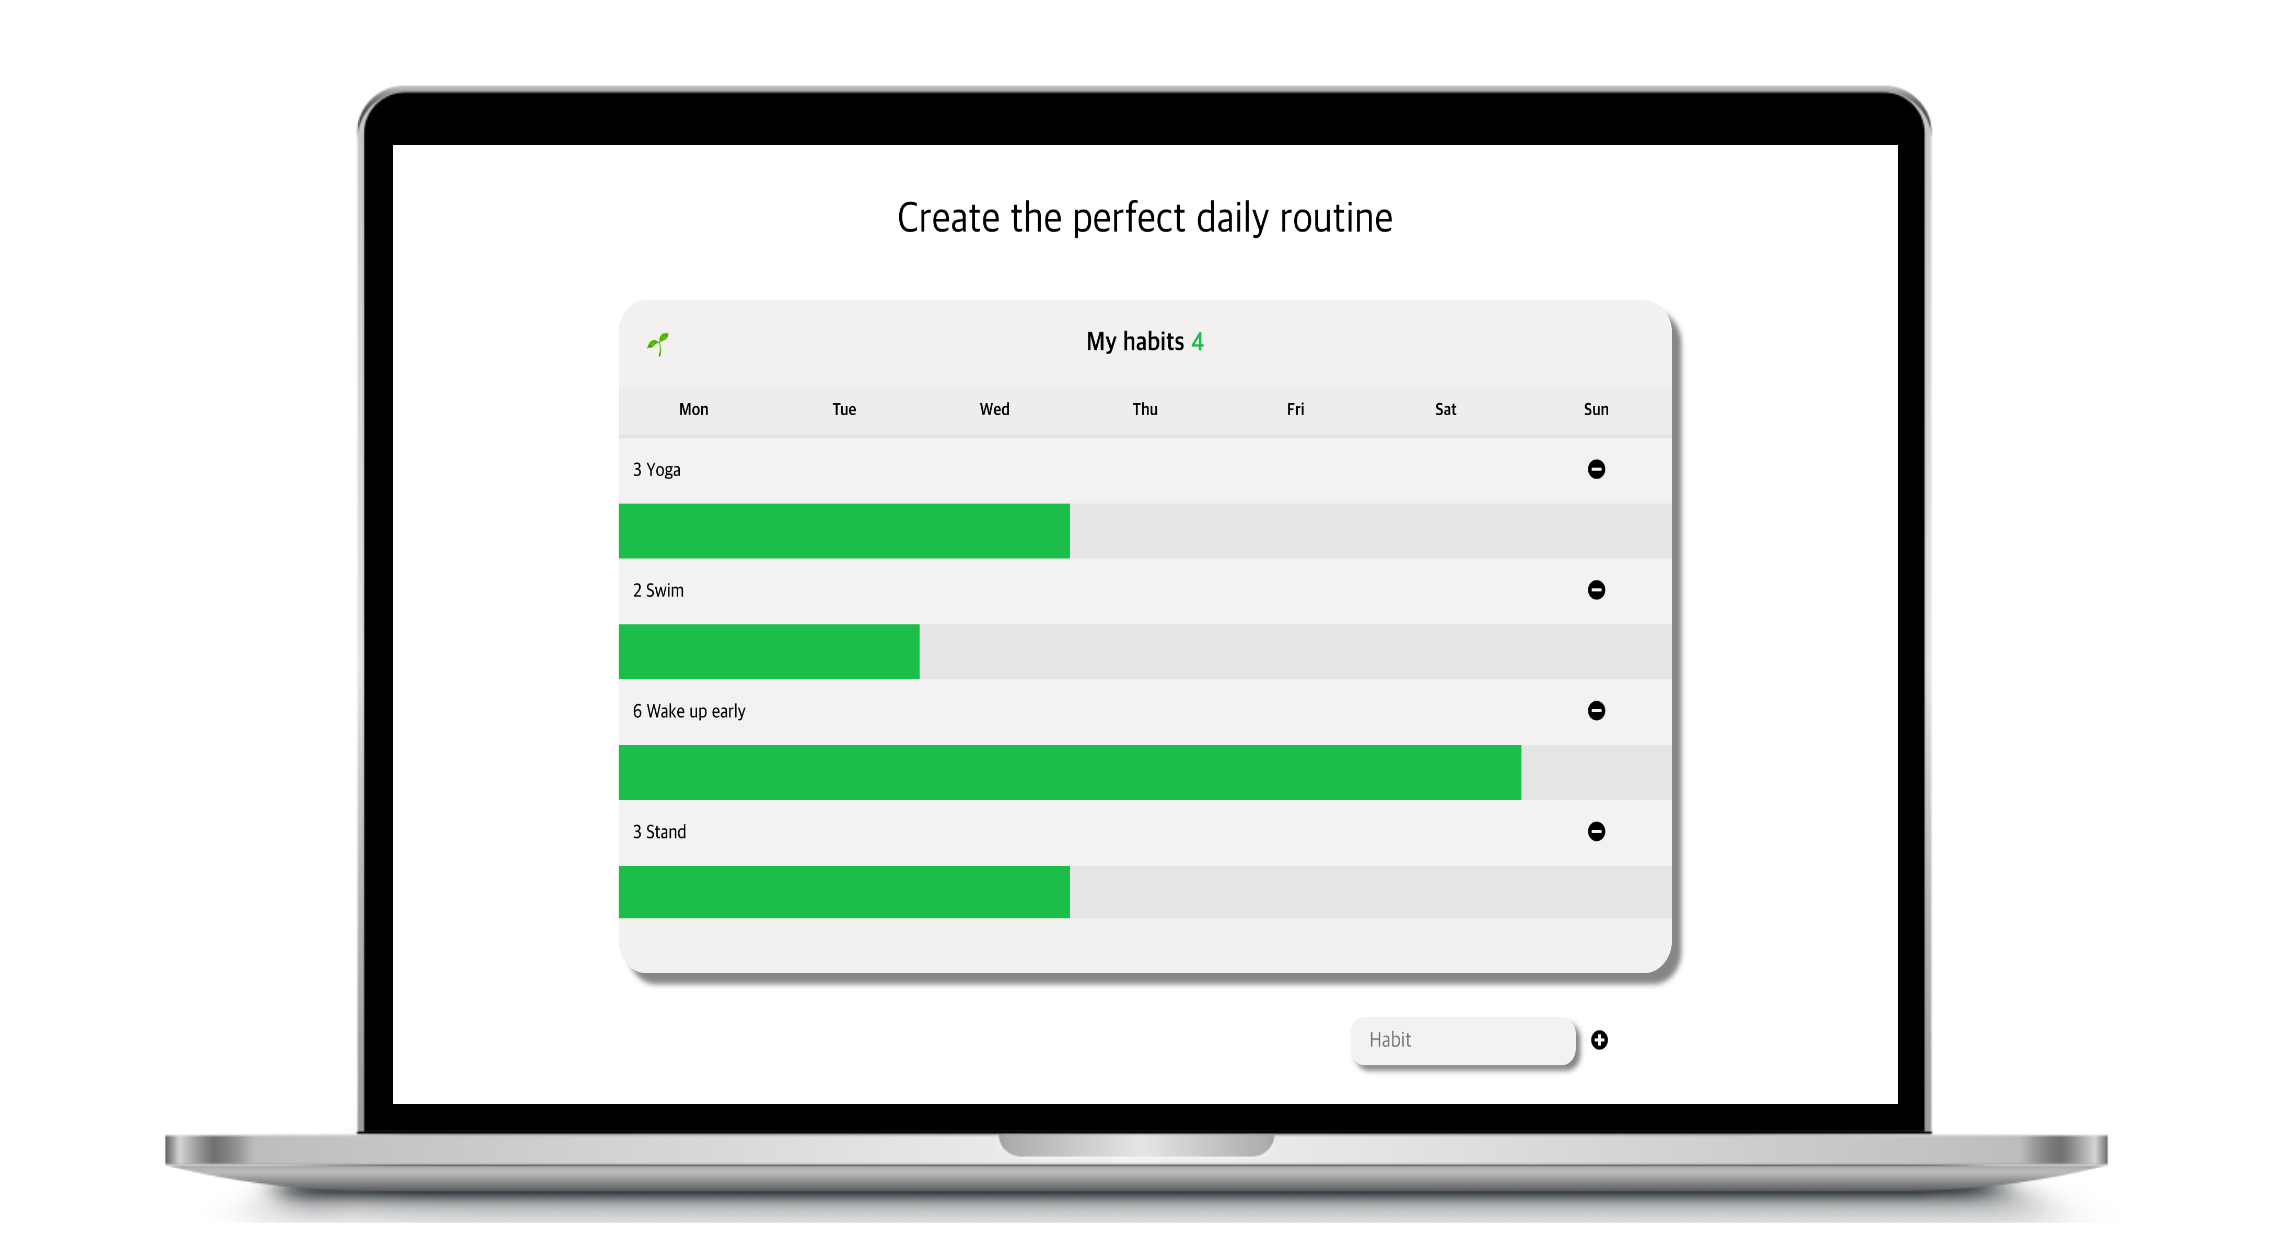 Create the perfect daily routine
My habits 4
Mon Tue Wed Thu Fri Sat Sun
3 Yoga
2 Swim
6 Wake up early
3 Stand
Habit